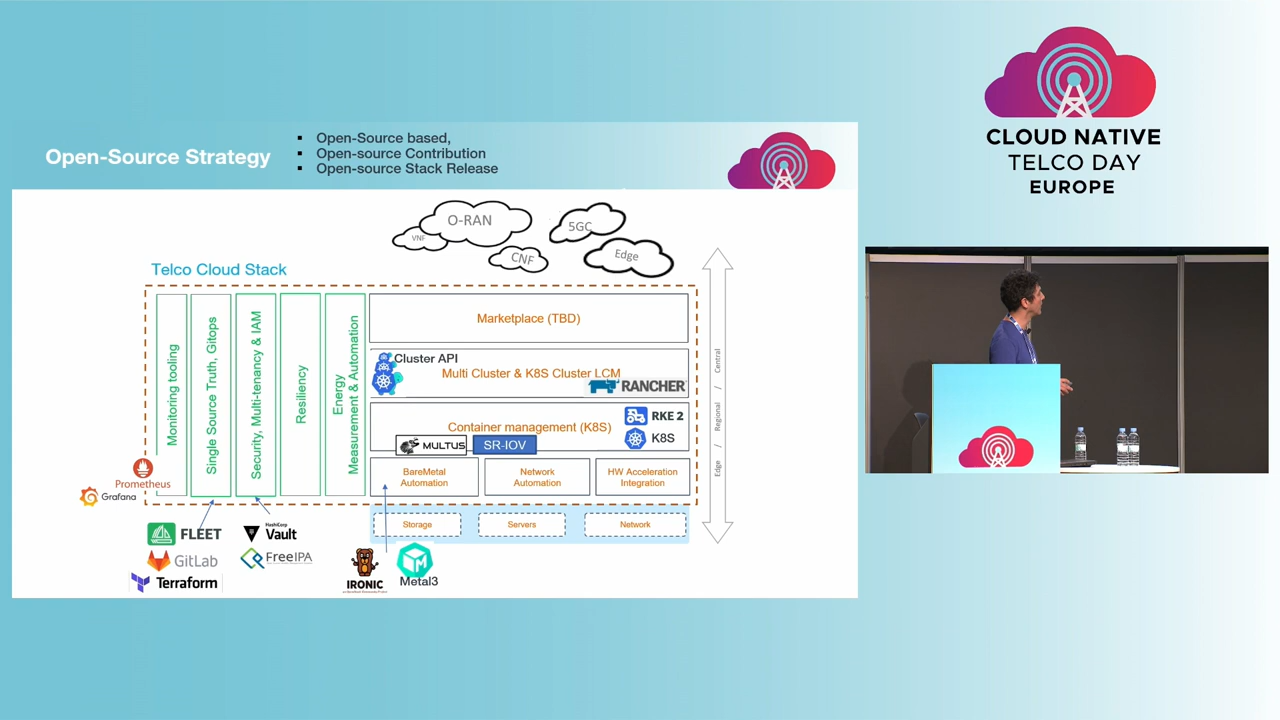 Open-Source Strategy
▪ Open-Source based,
▪ Open-source Contribution
▪ Open-source Stack Release
CLOUD NATIVE
TELCO DAY
EUROPE
O-RAN
VNF
CNF
5GC
Edge
Telco Cloud Stack
Monitoring tooling
Single Source Truth, Gitops
Security, Multi-tenancy & IAM
Resiliency
Energy
Measurement & Automation
Marketplace (TBD)
Cluster API
Multi Cluster & K8S Cluster LCM
RANCHER
Container management (K8S)
RKE 2
K8S
MULTUS
SR-IOV
BareMetal
Automation
Network
Automation
HW Acceleration
Integration
Storage
Servers
Network
Edge / Regional / Central
Prometheus
Grafana
FLEET
GitLab
Terraform
HashiCorp
Vault
FreeIPA
IRONIC
Metal3